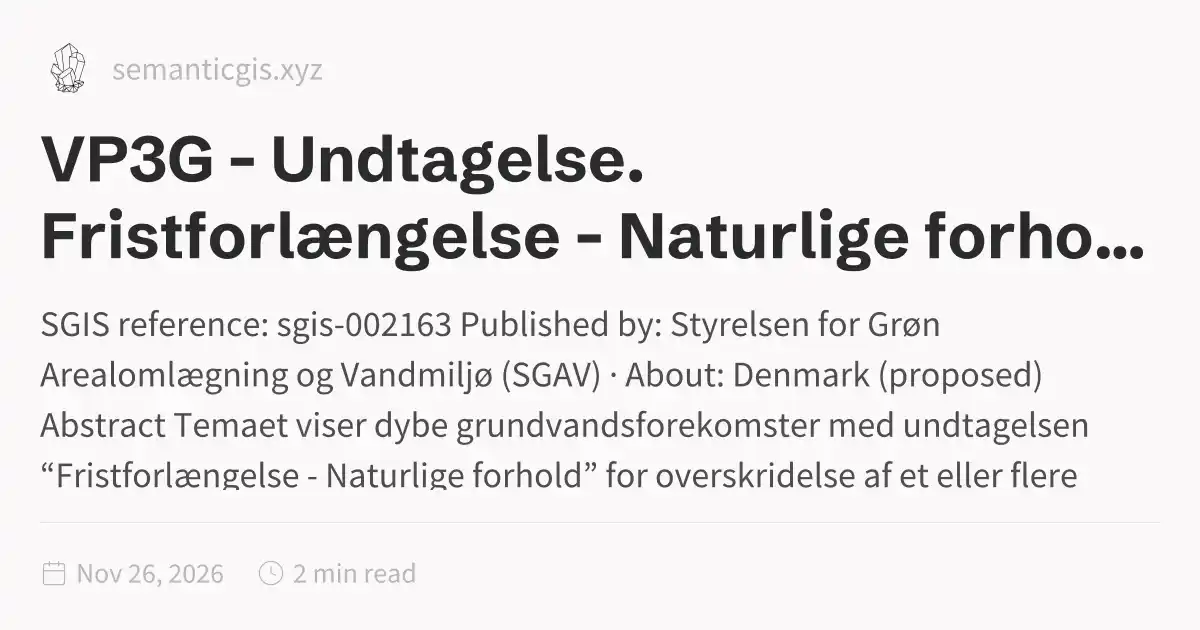 semanticgis.xyz
VP3G - Undtagelse.
Fristforlængelse - Naturlige forho...
SGIS reference: sgis-002163 Published by: Styrelsen for Grøn
Arealomlægning og Vandmiljø (SGAV) · About: Denmark (proposed)
Abstract Temaet viser dybe grundvandsforekomster med undtagelsen
“Fristforlængelse - Naturlige forhold” for overskridelse af et eller flere
Nov 26, 2026 2 min read